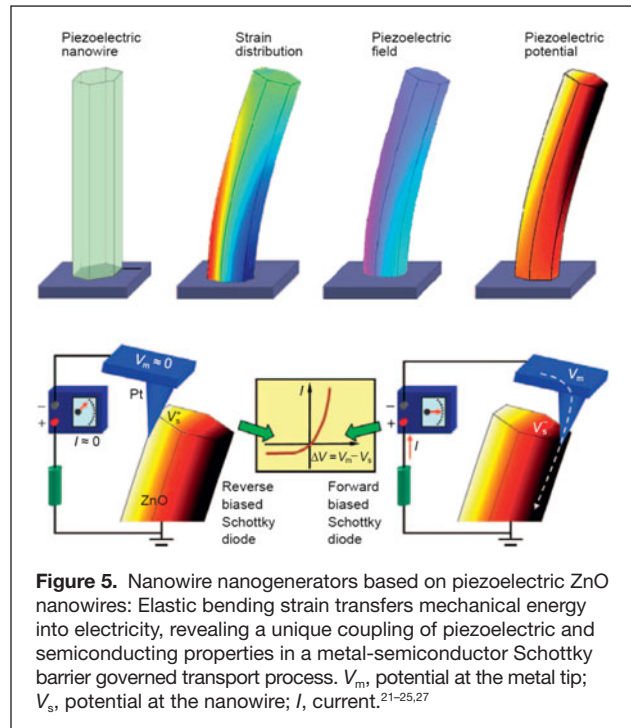 Piezoelectric nanowire
Strain distribution
Piezoelectric field
Piezoelectric potential
Vm ≈ 0
Pt
Vs+
–
+
I ≈ 0
ZnO
I
ΔV = Vm – Vs
Reverse
biased
Schottky
diode
Forward
biased
Schottky
diode
Vm
Vs–
–
+
I
Figure 5. Nanowire nanogenerators based on piezoelectric ZnO
nanowires: Elastic bending strain transfers mechanical energy
into electricity, revealing a unique coupling of piezoelectric and
semiconducting properties in a metal-semiconductor Schottky
barrier governed transport process. Vm, potential at the metal tip;
Vs, potential at the nanowire; I, current.21–25,27